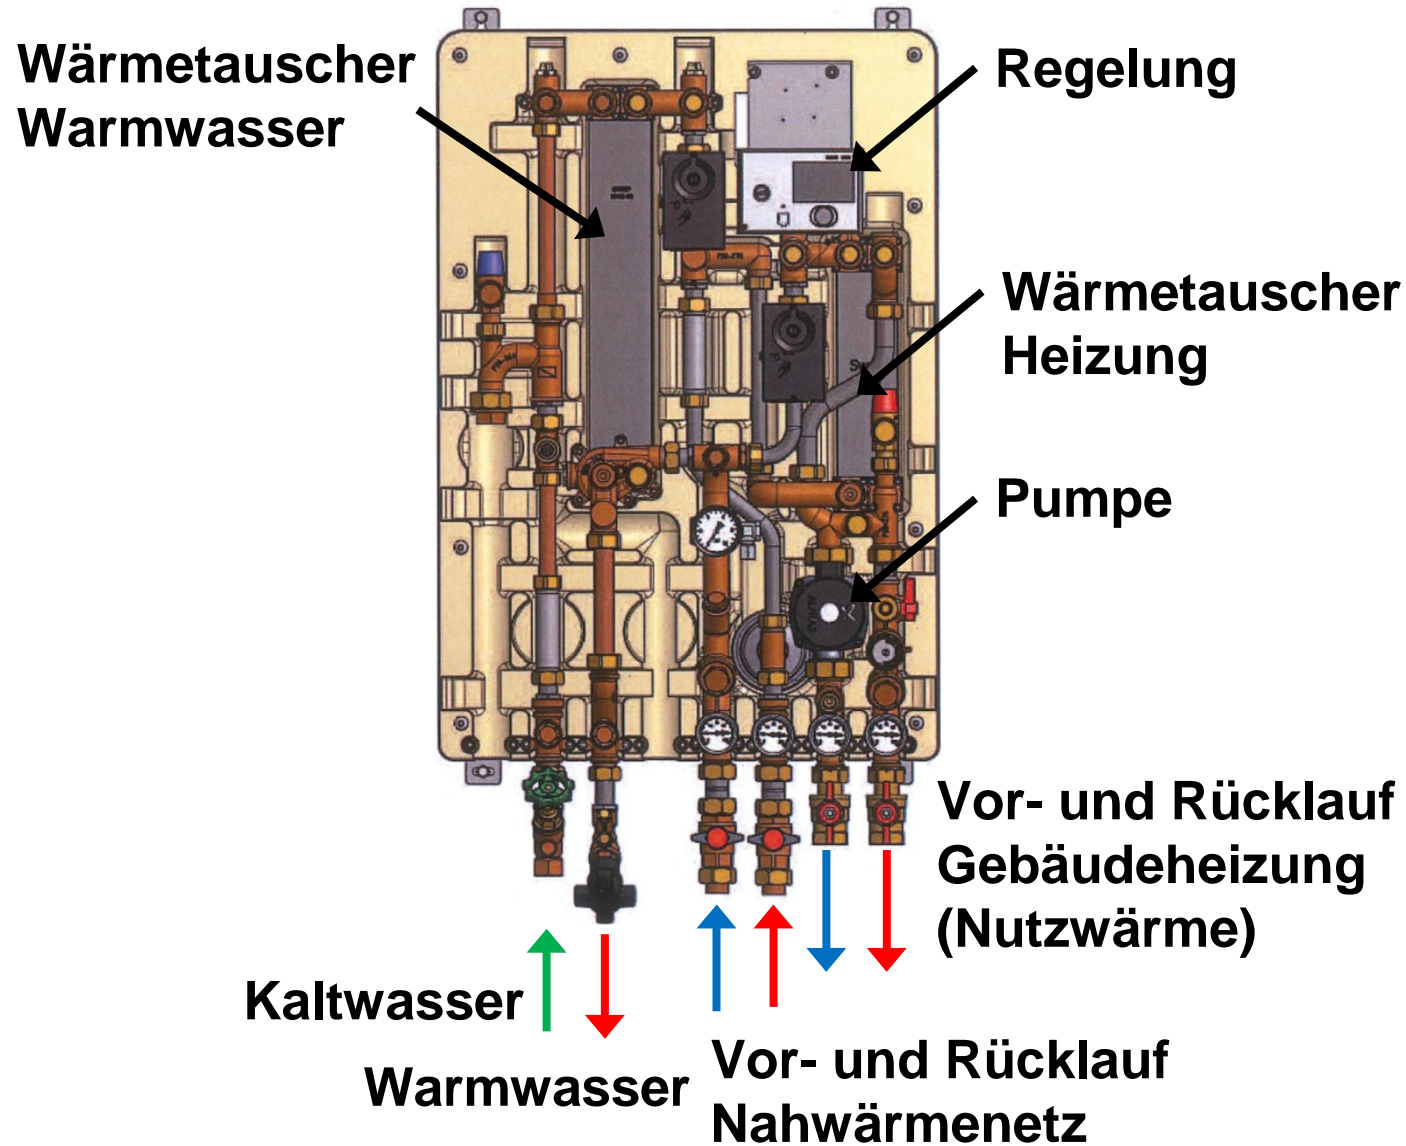 Wärmetauscher
Warmwasser
Regelung
Wärmetauscher
Heizung
Pumpe
Vor- und Rücklauf
Gebäudeheizung
(Nutzwärme)
Kaltwasser
Warmwasser
Vor- und Rücklauf
Nahwärmenetz